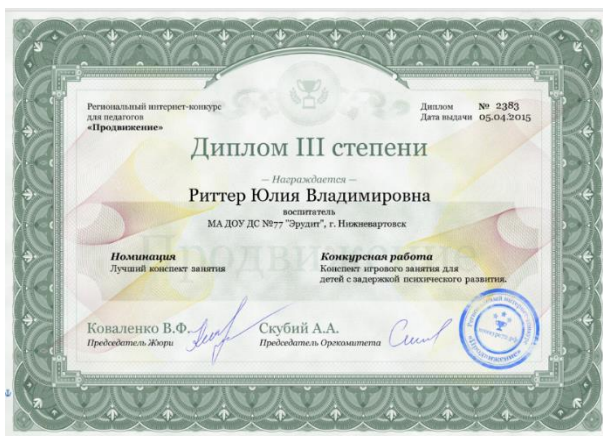 Региональный интернет-конкурс
для педагогов
«Продвижение»
Диплом № 2383
Дата выдачи 05.04.2015
Диплом III степени
– Награждается –
Риттер Юлия Владимировна
воспитатель
МА ДОУ ДС №77 "Эрудит", г. Нижневартовск
Продвижение
Номинация
Лучший конспект занятия
Конкурсная работа
Конспект игрового занятия для
детей с задержкой психического развития.
Коваленко В.Ф.
Председатель Жюри
Скубий А.А.
Председатель Оргкомитета
«Продвижение»